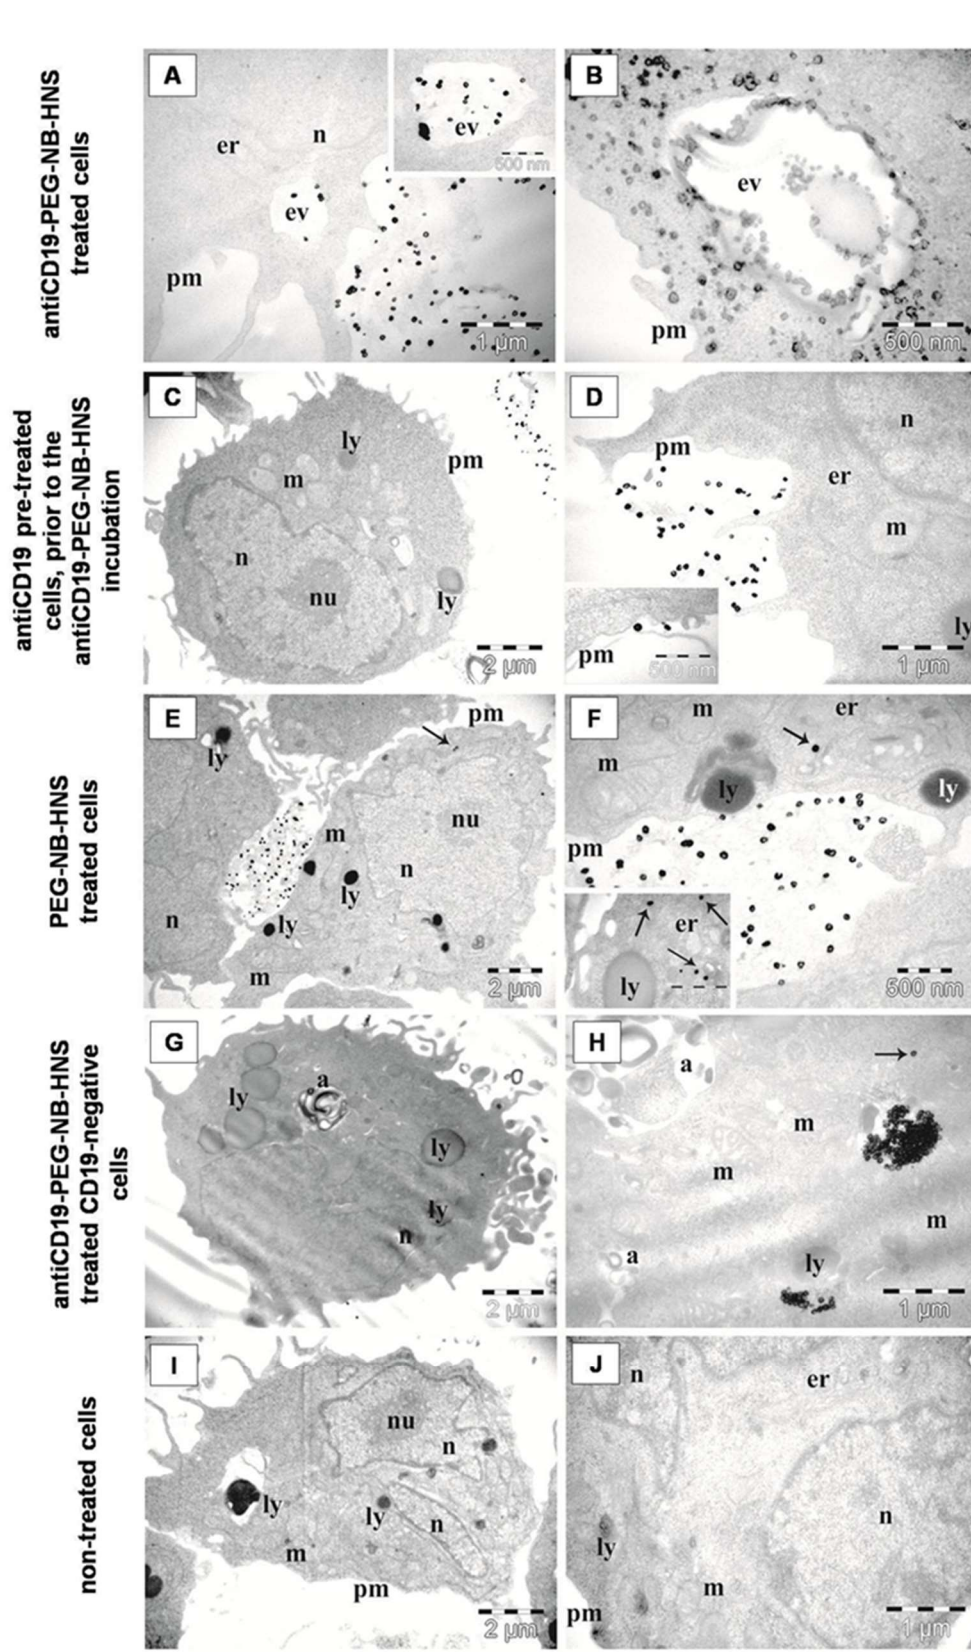 antiCD19-PEG-NB-HNS
treated cells
A
er
n
ev
pm
1 µm
ev
500 nm
B
ev
pm
500 nm
antiCD19 pre-treated
cells, prior to the
antiCD19-PEG-NB-HNS
incubation
C
ly
pm
m
n
nu
ly
2 µm
D
n
pm
er
m
ly
pm
500 nm
1 µm
PEG-NB-HNS
treated cells
E
pm
ly
nu
m
n
ly
n
ly
m
2 µm
F
m
er
m
ly
ly
pm
er
ly
500 nm
antiCD19-PEG-NB-HNS
treated CD19-negative
cells
G
a
ly
ly
ly
n
2 µm
H
a
m
m
m
a
ly
1 µm
non-treated cells
I
nu
n
ly
ly
n
m
pm
2 µm
J
n
er
n
ly
m
pm
1 µm